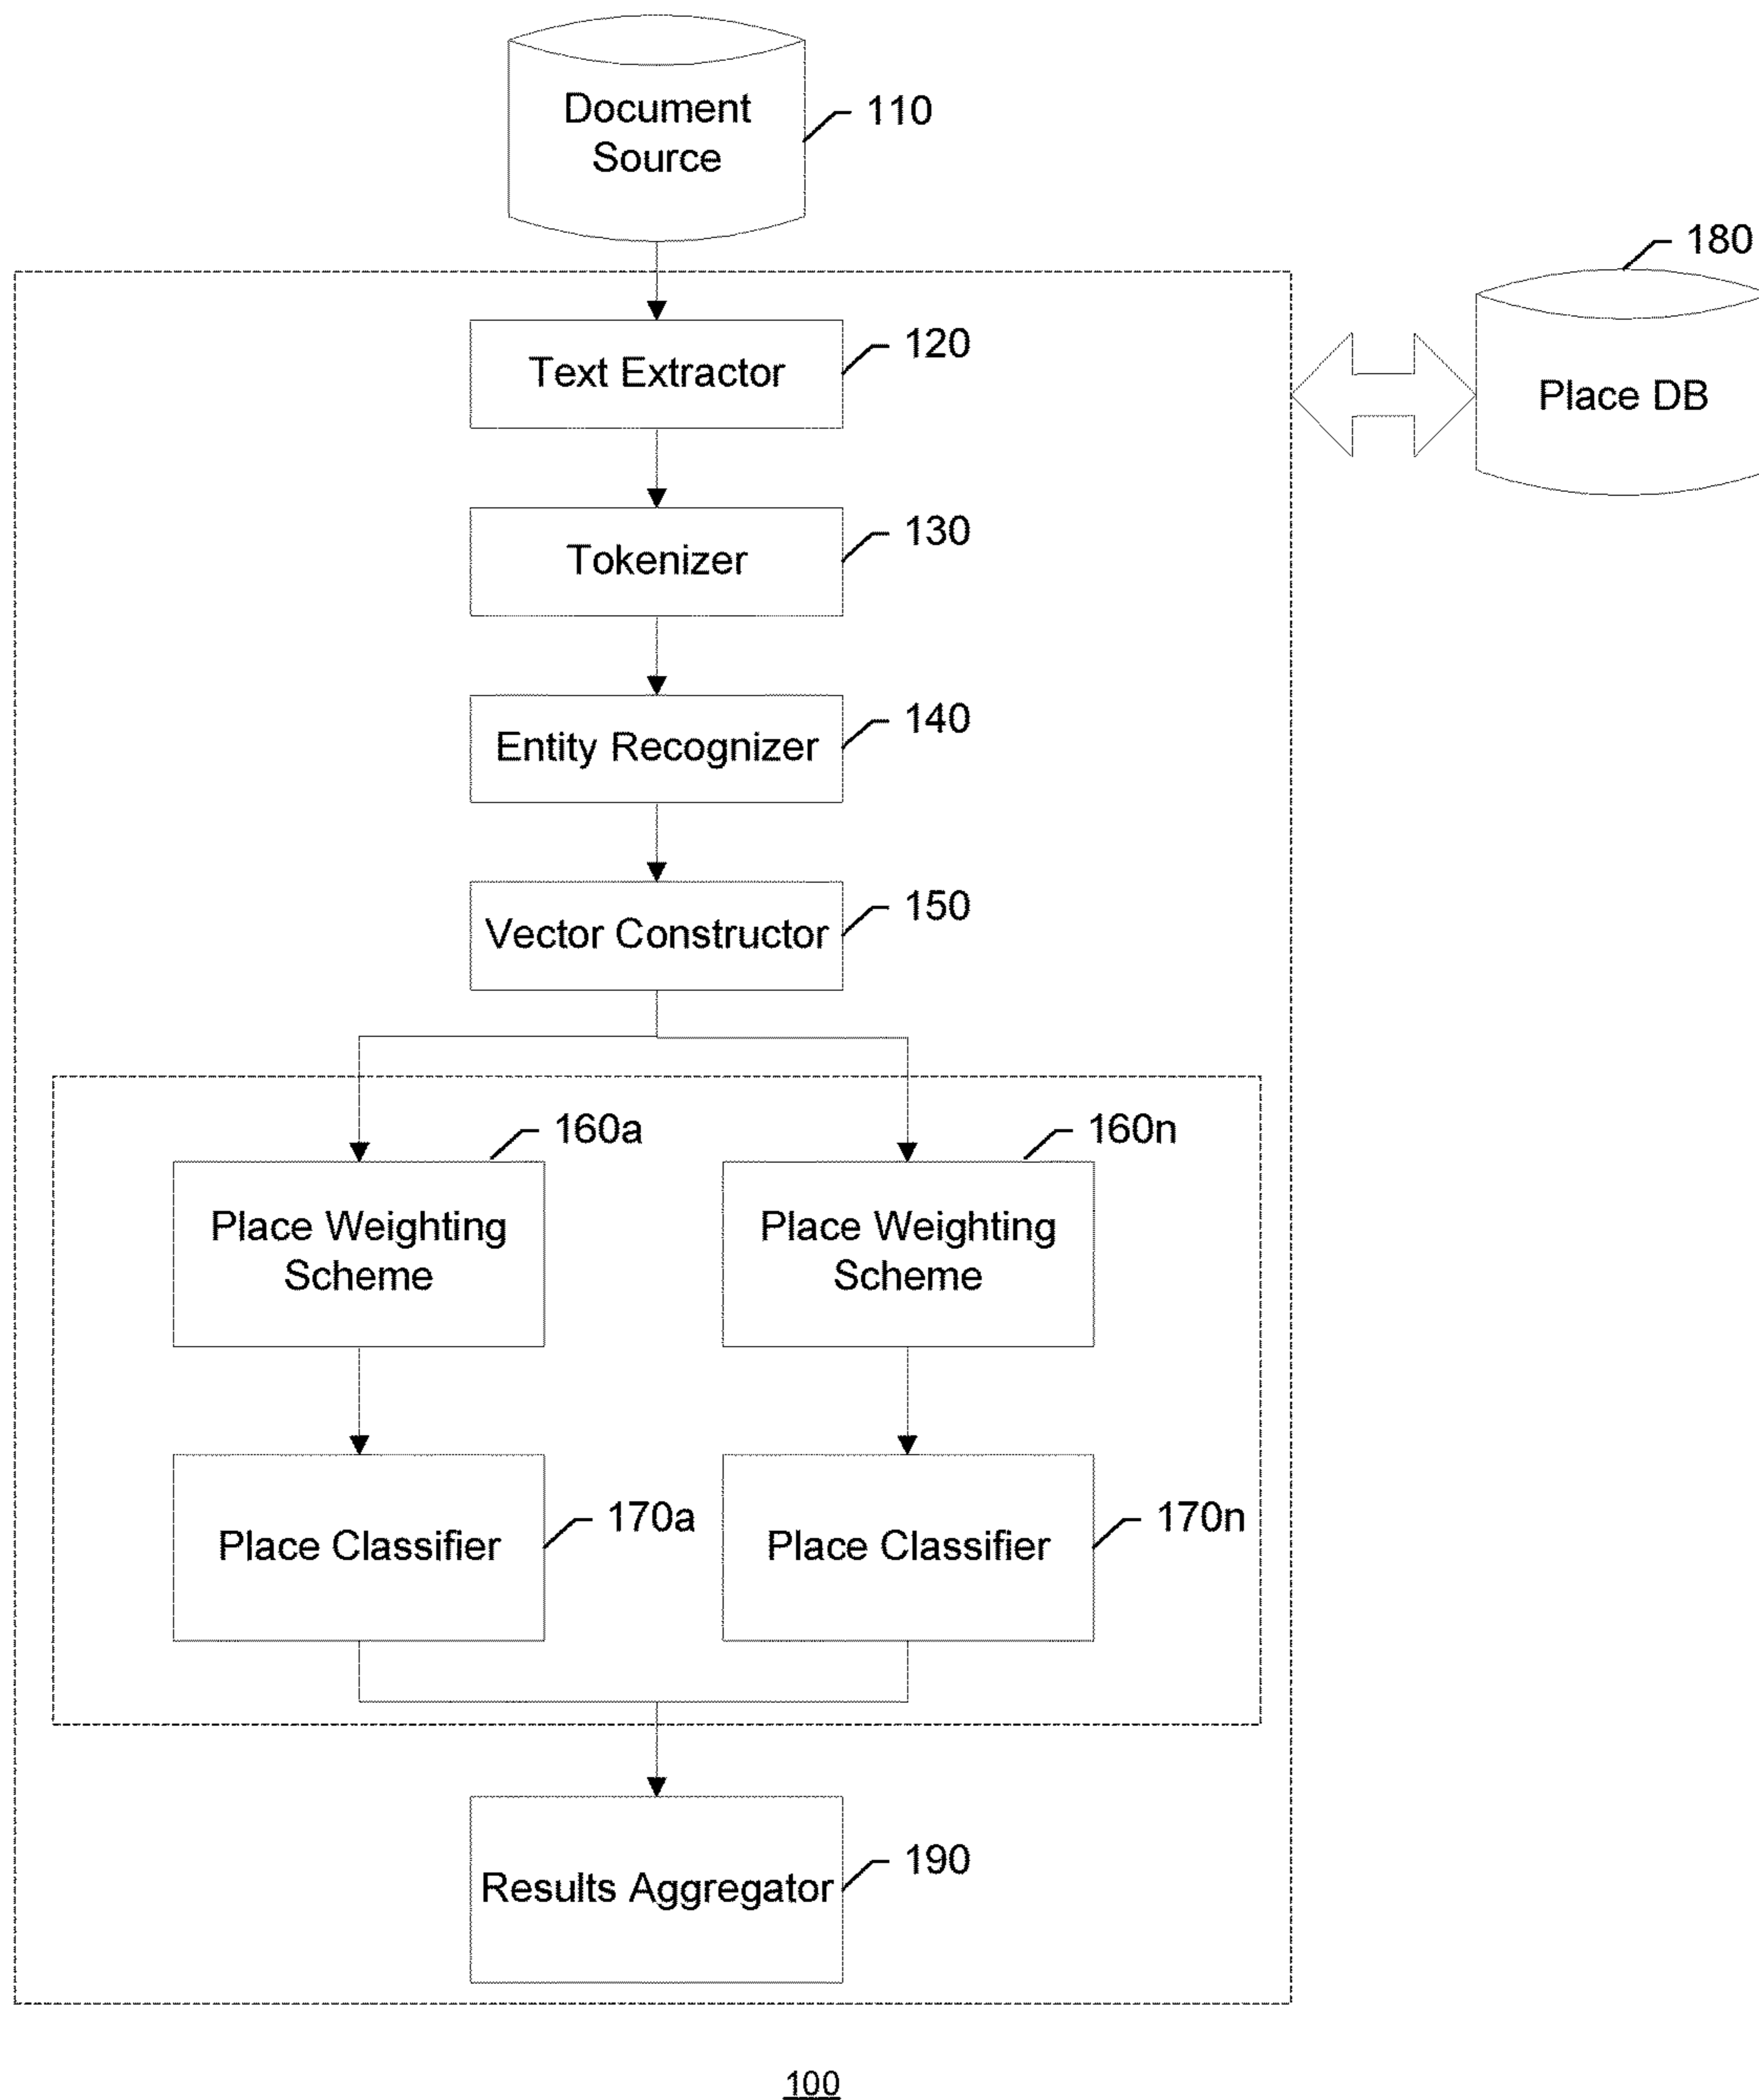 Document
Source
110
180
Place DB
Text Extractor
120
Tokenizer
130
Entity Recognizer
140
Vector Constructor
150
160a
160n
Place Weighting
Scheme
Place Weighting
Scheme
Place Classifier
170a
Place Classifier
170n
Results Aggregator
190
100